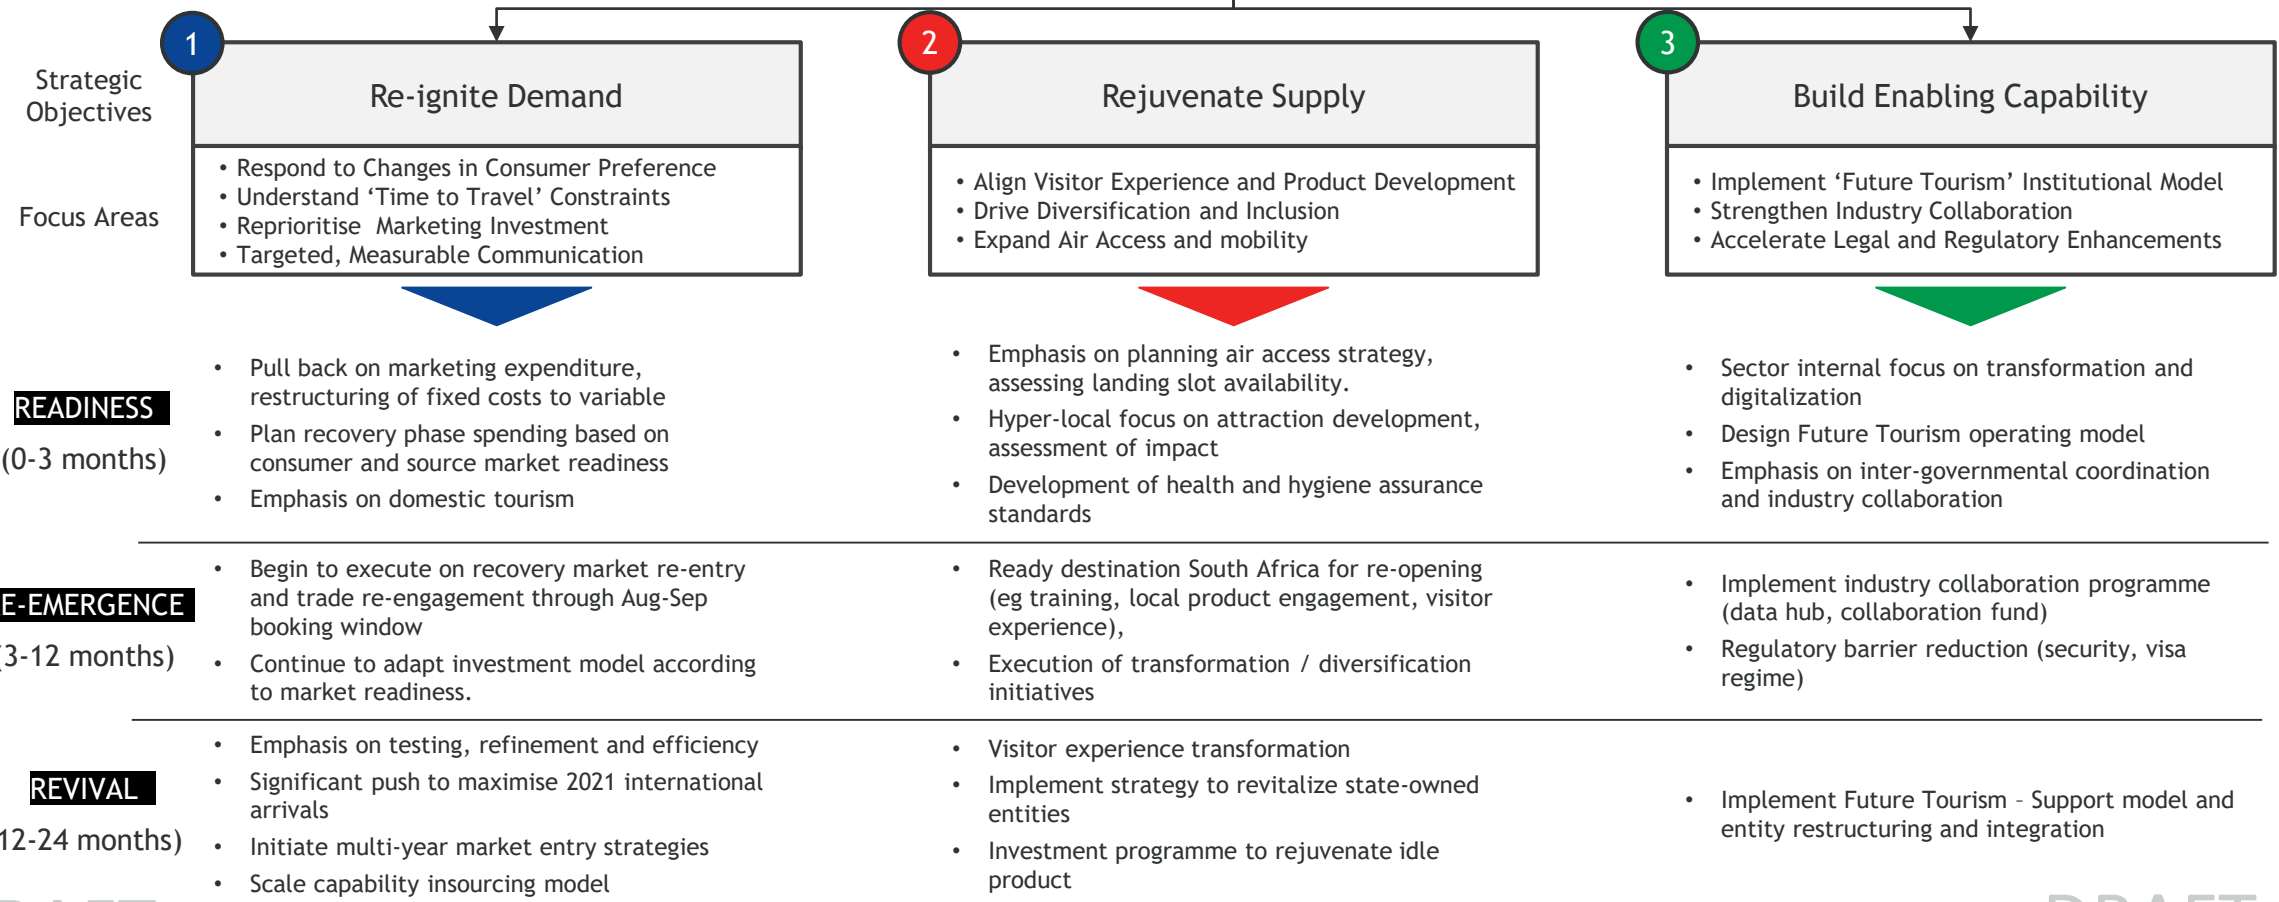 1
2
3
Strategic
Objectives
Re-ignite Demand
Rejuvenate Supply
Build Enabling Capability
Focus Areas
• Respond to Changes in Consumer Preference
• Understand ‘Time to Travel’ Constraints
• Reprioritise Marketing Investment
• Targeted, Measurable Communication
• Align Visitor Experience and Product Development
• Drive Diversification and Inclusion
• Expand Air Access and mobility
• Implement ‘Future Tourism’ Institutional Model
• Strengthen Industry Collaboration
• Accelerate Legal and Regulatory Enhancements
READINESS
(0-3 months)
• Pull back on marketing expenditure,
restructuring of fixed costs to variable
• Plan recovery phase spending based on
consumer and source market readiness
• Emphasis on domestic tourism
• Emphasis on planning air access strategy,
assessing landing slot availability.
• Hyper-local focus on attraction development,
assessment of impact
• Development of health and hygiene assurance
standards
• Sector internal focus on transformation and
digitalization
• Design Future Tourism operating model
• Emphasis on inter-governmental coordination
and industry collaboration
E-EMERGENCE
(3-12 months)
• Begin to execute on recovery market re-entry
and trade re-engagement through Aug-Sep
booking window
• Continue to adapt investment model according
to market readiness.
• Ready destination South Africa for re-opening
(eg training, local product engagement, visitor
experience),
• Execution of transformation / diversification
initiatives
• Implement industry collaboration programme
(data hub, collaboration fund)
• Regulatory barrier reduction (security, visa
regime)
REVIVAL
12-24 months)
• Emphasis on testing, refinement and efficiency
• Significant push to maximise 2021 international
arrivals
• Initiate multi-year market entry strategies
• Scale capability insourcing model
• Visitor experience transformation
• Implement strategy to revitalize state-owned
entities
• Investment programme to rejuvenate idle
product
• Implement Future Tourism – Support model and
entity restructuring and integration
DRAFT